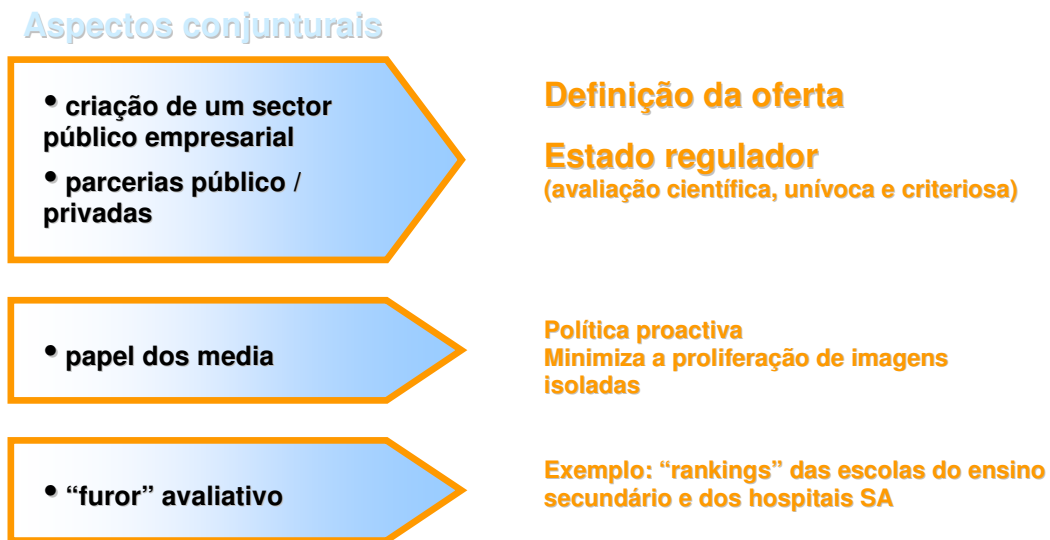 Aspectos conjunturais
• criação de um sector
público empresarial
• parcerias público /
privadas
Definição da oferta
Estado regulador
(avaliação científica, unívoca e criteriosa)
• papel dos media
Política proactiva
Minimiza a proliferação de imagens
isoladas
• “furor” avaliativo
Exemplo: “rankings” das escolas do ensino
secundário e dos hospitais SA